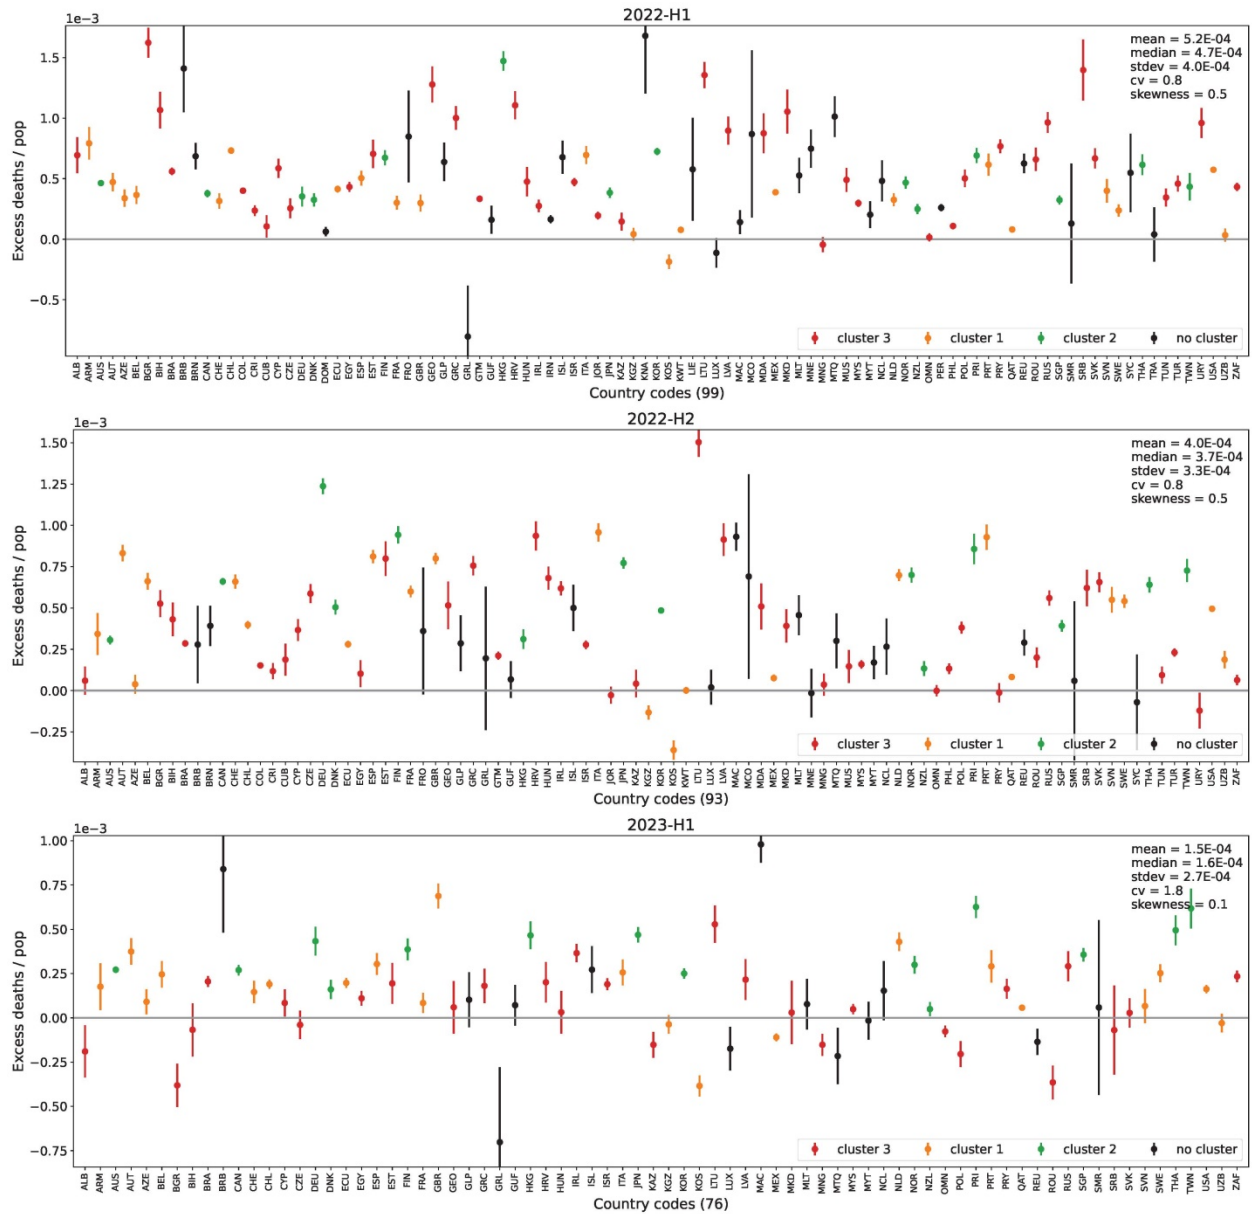 2022-H1
1e−3
mean = 5.2E-04
median = 4.7E-04
stdev = 4.0E-04
cv = 0.8
skewness = 0.5
1.5
1.0
0.5
0.0
−0.5
Excess deaths / pop
cluster 3 cluster 1 cluster 2 no cluster
ALB ARM AUS AUT AZE BEL BGR BIH BRA BRB BRN CAN CHE CHL COL CRI CUB CYP CZE DEU DNK DOM ECU EGY ESP EST FIN FRA FRO GBR GEO GLP GRC GRL GTM GUF HKG HRV HUN IRL IRN ISL ISR ITA JOR JPN KAZ KGZ KNA KOR KOS KWT LIE LTU LUX LVA MAC MCO MDA MEX MKD MLT MNE MNG MTQ MUS MYS MYT NCL NLD NOR NZL OMN PER PHL POL PRI PRT PRY QAT REU ROU RUS SGP SMR SRB SVK SVN SWE SYC THA TRA TUN TUR TWN URY USA UZB ZAF
Country codes (99)
2022-H2
1e−3
mean = 4.0E-04
median = 3.7E-04
stdev = 3.3E-04
cv = 0.8
skewness = 0.5
1.50
1.25
1.00
0.75
0.50
0.25
0.00
−0.25
Excess deaths / pop
cluster 3 cluster 1 cluster 2 no cluster
ALB ARM AUS AUT AZE BEL BGR BIH BRA BRB BRN CAN CHE CHL COL CRI CUB CYP CZE DEU DNK ECU EGY ESP EST FIN FRA FRO GBR GEO GLP GRC GRL GTM GUF HKG HRV HUN IRL ISL ISR ITA JOR JPN KAZ KGZ KOR KOS KWT LTU LUX LVA MAC MCO MDA MEX MKD MLT MNE MNG MTQ MUS MYS MYT NCL NLD NOR NZL OMN PHL POL PRI PRT PRY QAT REU ROU RUS SGP SMR SRB SVK SVN SWE SYC THA TUN TUR TWN URY USA UZB ZAF
Country codes (93)
2023-H1
1e−3
mean = 1.5E-04
median = 1.6E-04
stdev = 2.7E-04
cv = 1.8
skewness = 0.1
1.00
0.75
0.50
0.25
0.00
−0.25
−0.50
−0.75
Excess deaths / pop
cluster 3 cluster 1 cluster 2 no cluster
ALB ARM AUS AUT AZE BEL BGR BIH BRA BRB CAN CHE CHL CYP CZE DEU DNK ECU EGY ESP EST FIN FRA GBR GEO GLP GRC GRL GUF HKG HRV HUN IRL ISL ISR ITA JPN KAZ KGZ KOR KOS LTU LUX LVA MAC MEX MKD MLT MNG MTQ MYS MYT NCL NLD NOR NZL OMN POL PRI PRT PRY QAT REU ROU RUS SGP SMR SRB SVK SVN SWE THA TWN USA UZB ZAF
Country codes (76)